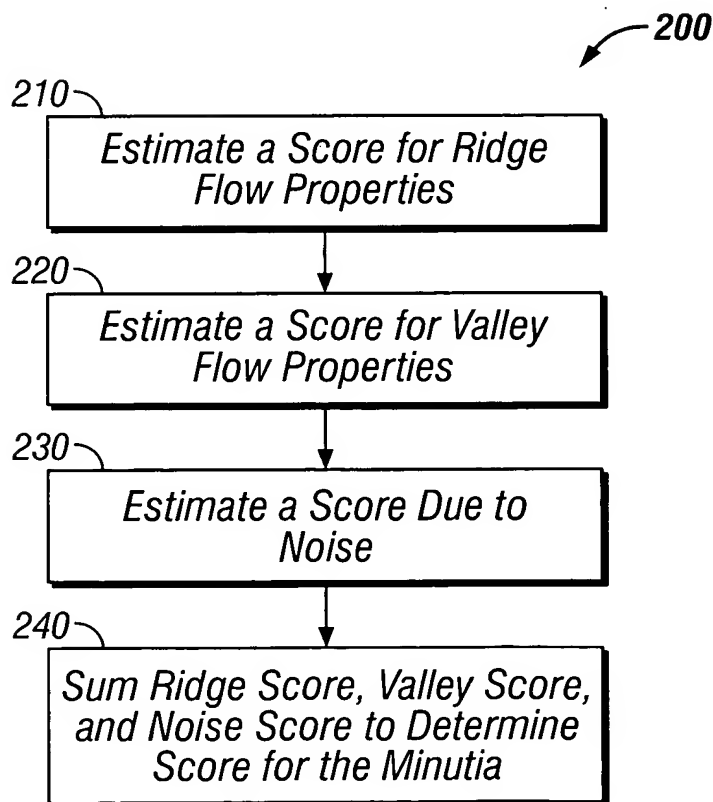 200
210
Estimate a Score for Ridge
Flow Properties
220
Estimate a Score for Valley
Flow Properties
230
Estimate a Score Due to
Noise
240
Sum Ridge Score, Valley Score,
and Noise Score to Determine
Score for the Minutia